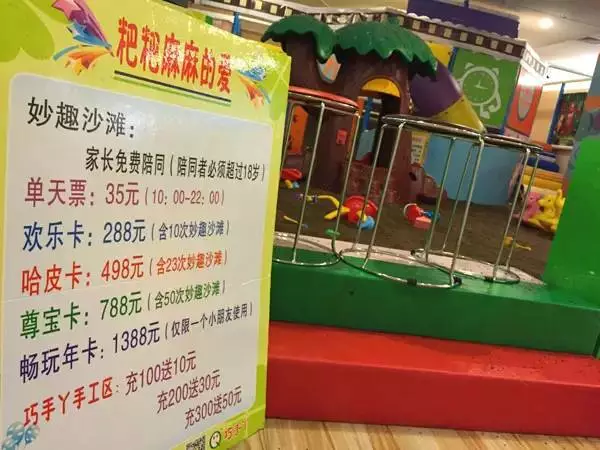 粑粑麻麻的爱
妙趣沙滩：
家长免费陪同（陪同者必须超过18岁）
单天票：35元（10：00-22：00）
欢乐卡：288元（含10次妙趣沙滩）
哈皮卡：498元（含23次妙趣沙滩）
尊宝卡：788元（含50次妙趣沙滩）
畅玩年卡：1388元（仅限一个小朋友使用）
巧手丫手工区：充100送10元
充200送30元
充300送50元
巧手丫